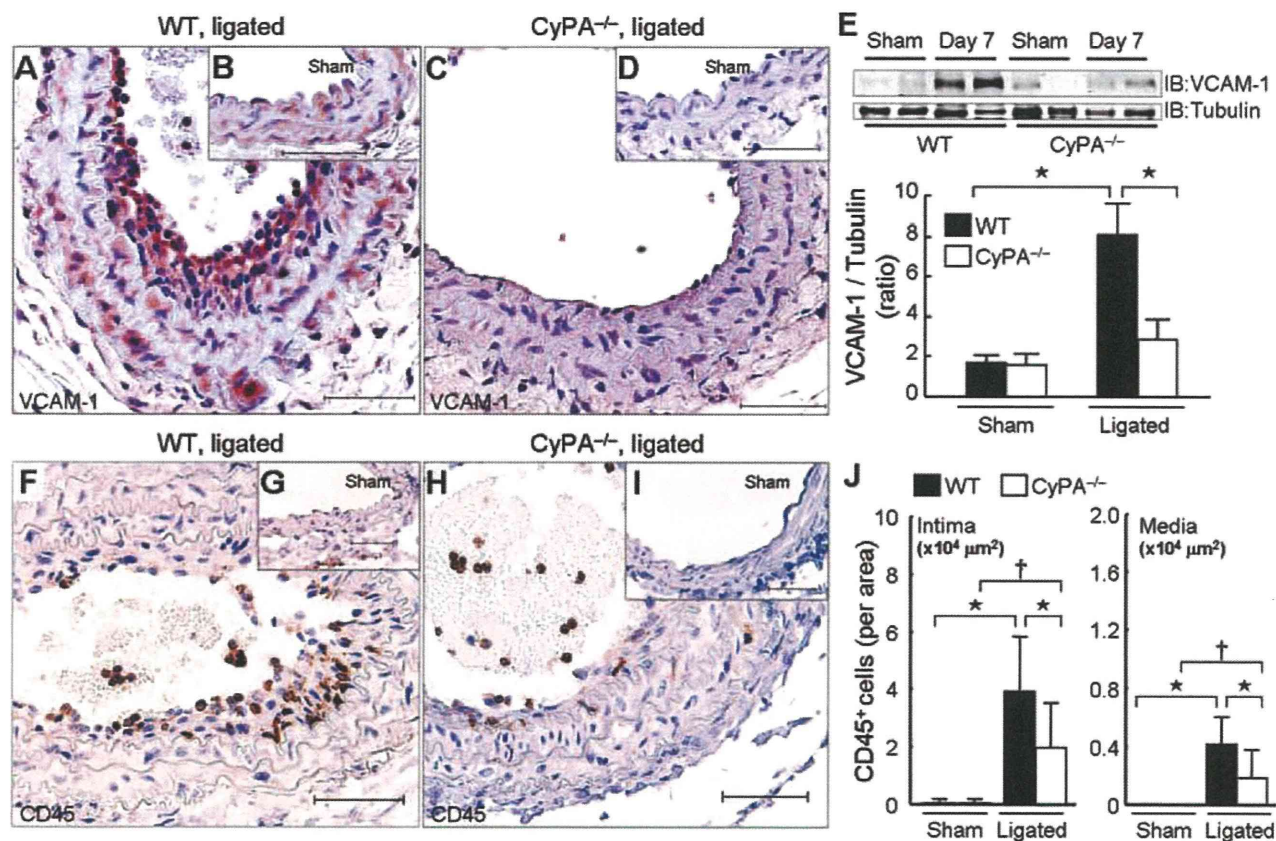 WT, ligated
CyPA–/–, ligated
A
B
Sham
C
D
Sham
VCAM-1
VCAM-1
E
Sham Day 7 Sham Day 7
IB:VCAM-1
IB:Tubulin
WT CyPA–/–
VCAM-1 / Tubulin
(ratio)
10
8
6
4
2
0
WT
CyPA–/–
★ ★
Sham Ligated
WT, ligated
CyPA–/–, ligated
F
G
Sham
H
I
Sham
CD45
CD45
J
WT CyPA–/–
CD45+ cells (per area)
Intima
(x10⁴ μm²)
10
8
6
4
2
0
†
★ ★
Sham Ligated
Media
(x10⁴ μm²)
2.0
1.6
1.2
0.8
0.4
0
†
★ ★
Sham Ligated